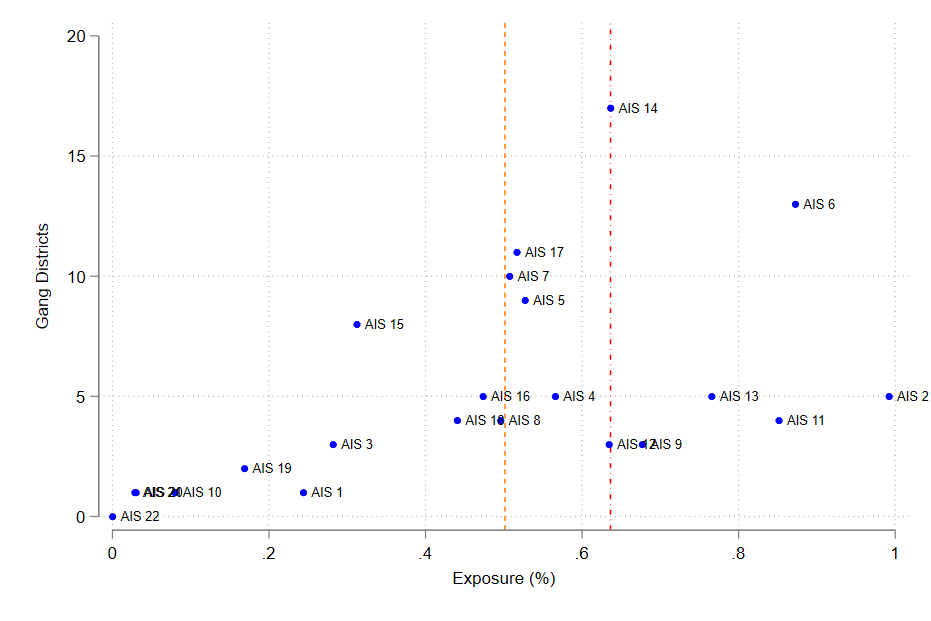 20
AIS 14
15
AIS 6
AIS 17
10
AIS 7
AIS 5
AIS 15
5
AIS 16
AIS 4
AIS 13
AIS 2
AIS 8
AIS 11
AIS 3
AIS 12
AIS 9
AIS 19
AIS 10
AIS 1
0
AIS 22
Gang Districts
0
.2
.4
.6
.8
1
Exposure (%)